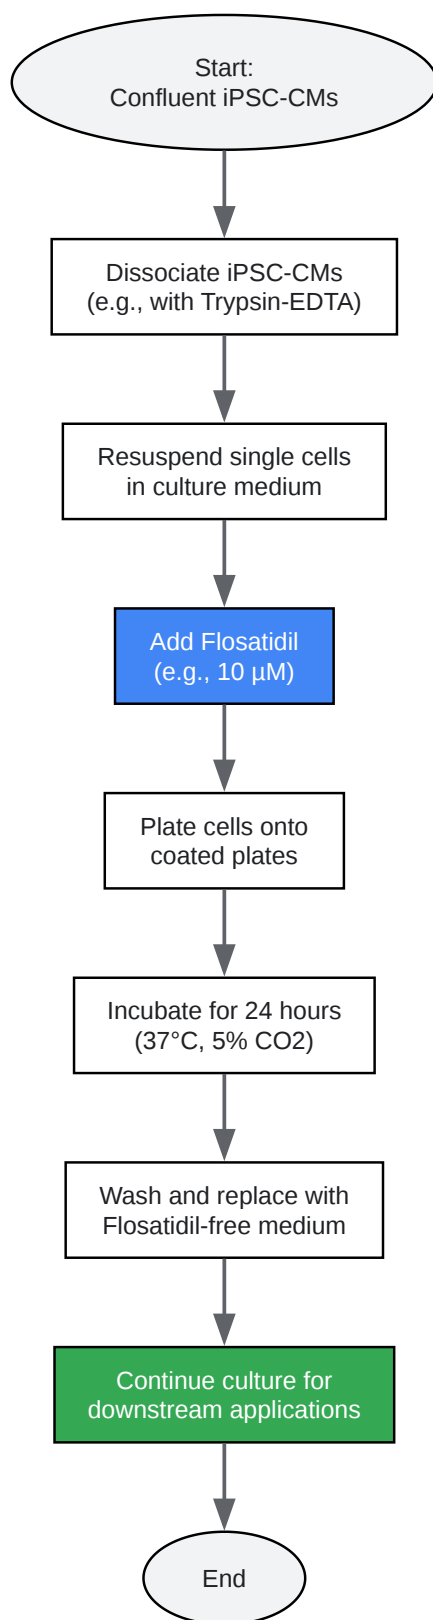 Start:
Confluent iPSC-CMs
Dissociate iPSC-CMs
(e.g., with Trypsin-EDTA)
Resuspend single cells
in culture medium
Add Flosatidil
(e.g., 10 µM)
Plate cells onto
coated plates
Incubate for 24 hours
(37°C, 5% CO2)
Wash and replace with
Flosatidil-free medium
Continue culture for
downstream applications
End